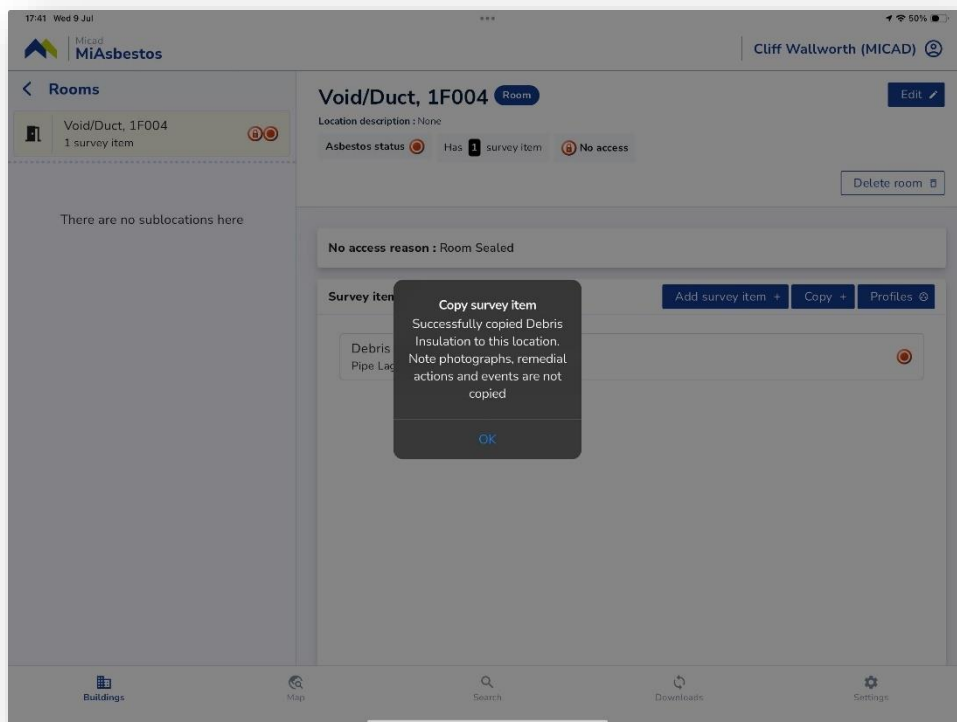 17:41 Wed 9 Jul
50%
Micad
MiAsbestos
Cliff Wallworth (MICAD)
Rooms
Void/Duct, 1F004
1 survey item
There are no sublocations here
Void/Duct, 1F004 Room
Edit
Location description : None
Asbestos status Has 1 survey item No access
Delete room
No access reason : Room Sealed
Survey iten
Add survey item + Copy + Profiles
Debris
Pipe Lag
Copy survey item
Successfully copied Debris
Insulation to this location.
Note photographs, remedial
actions and events are not
copied
OK
Buildings
Map
Search
Downloads
Settings